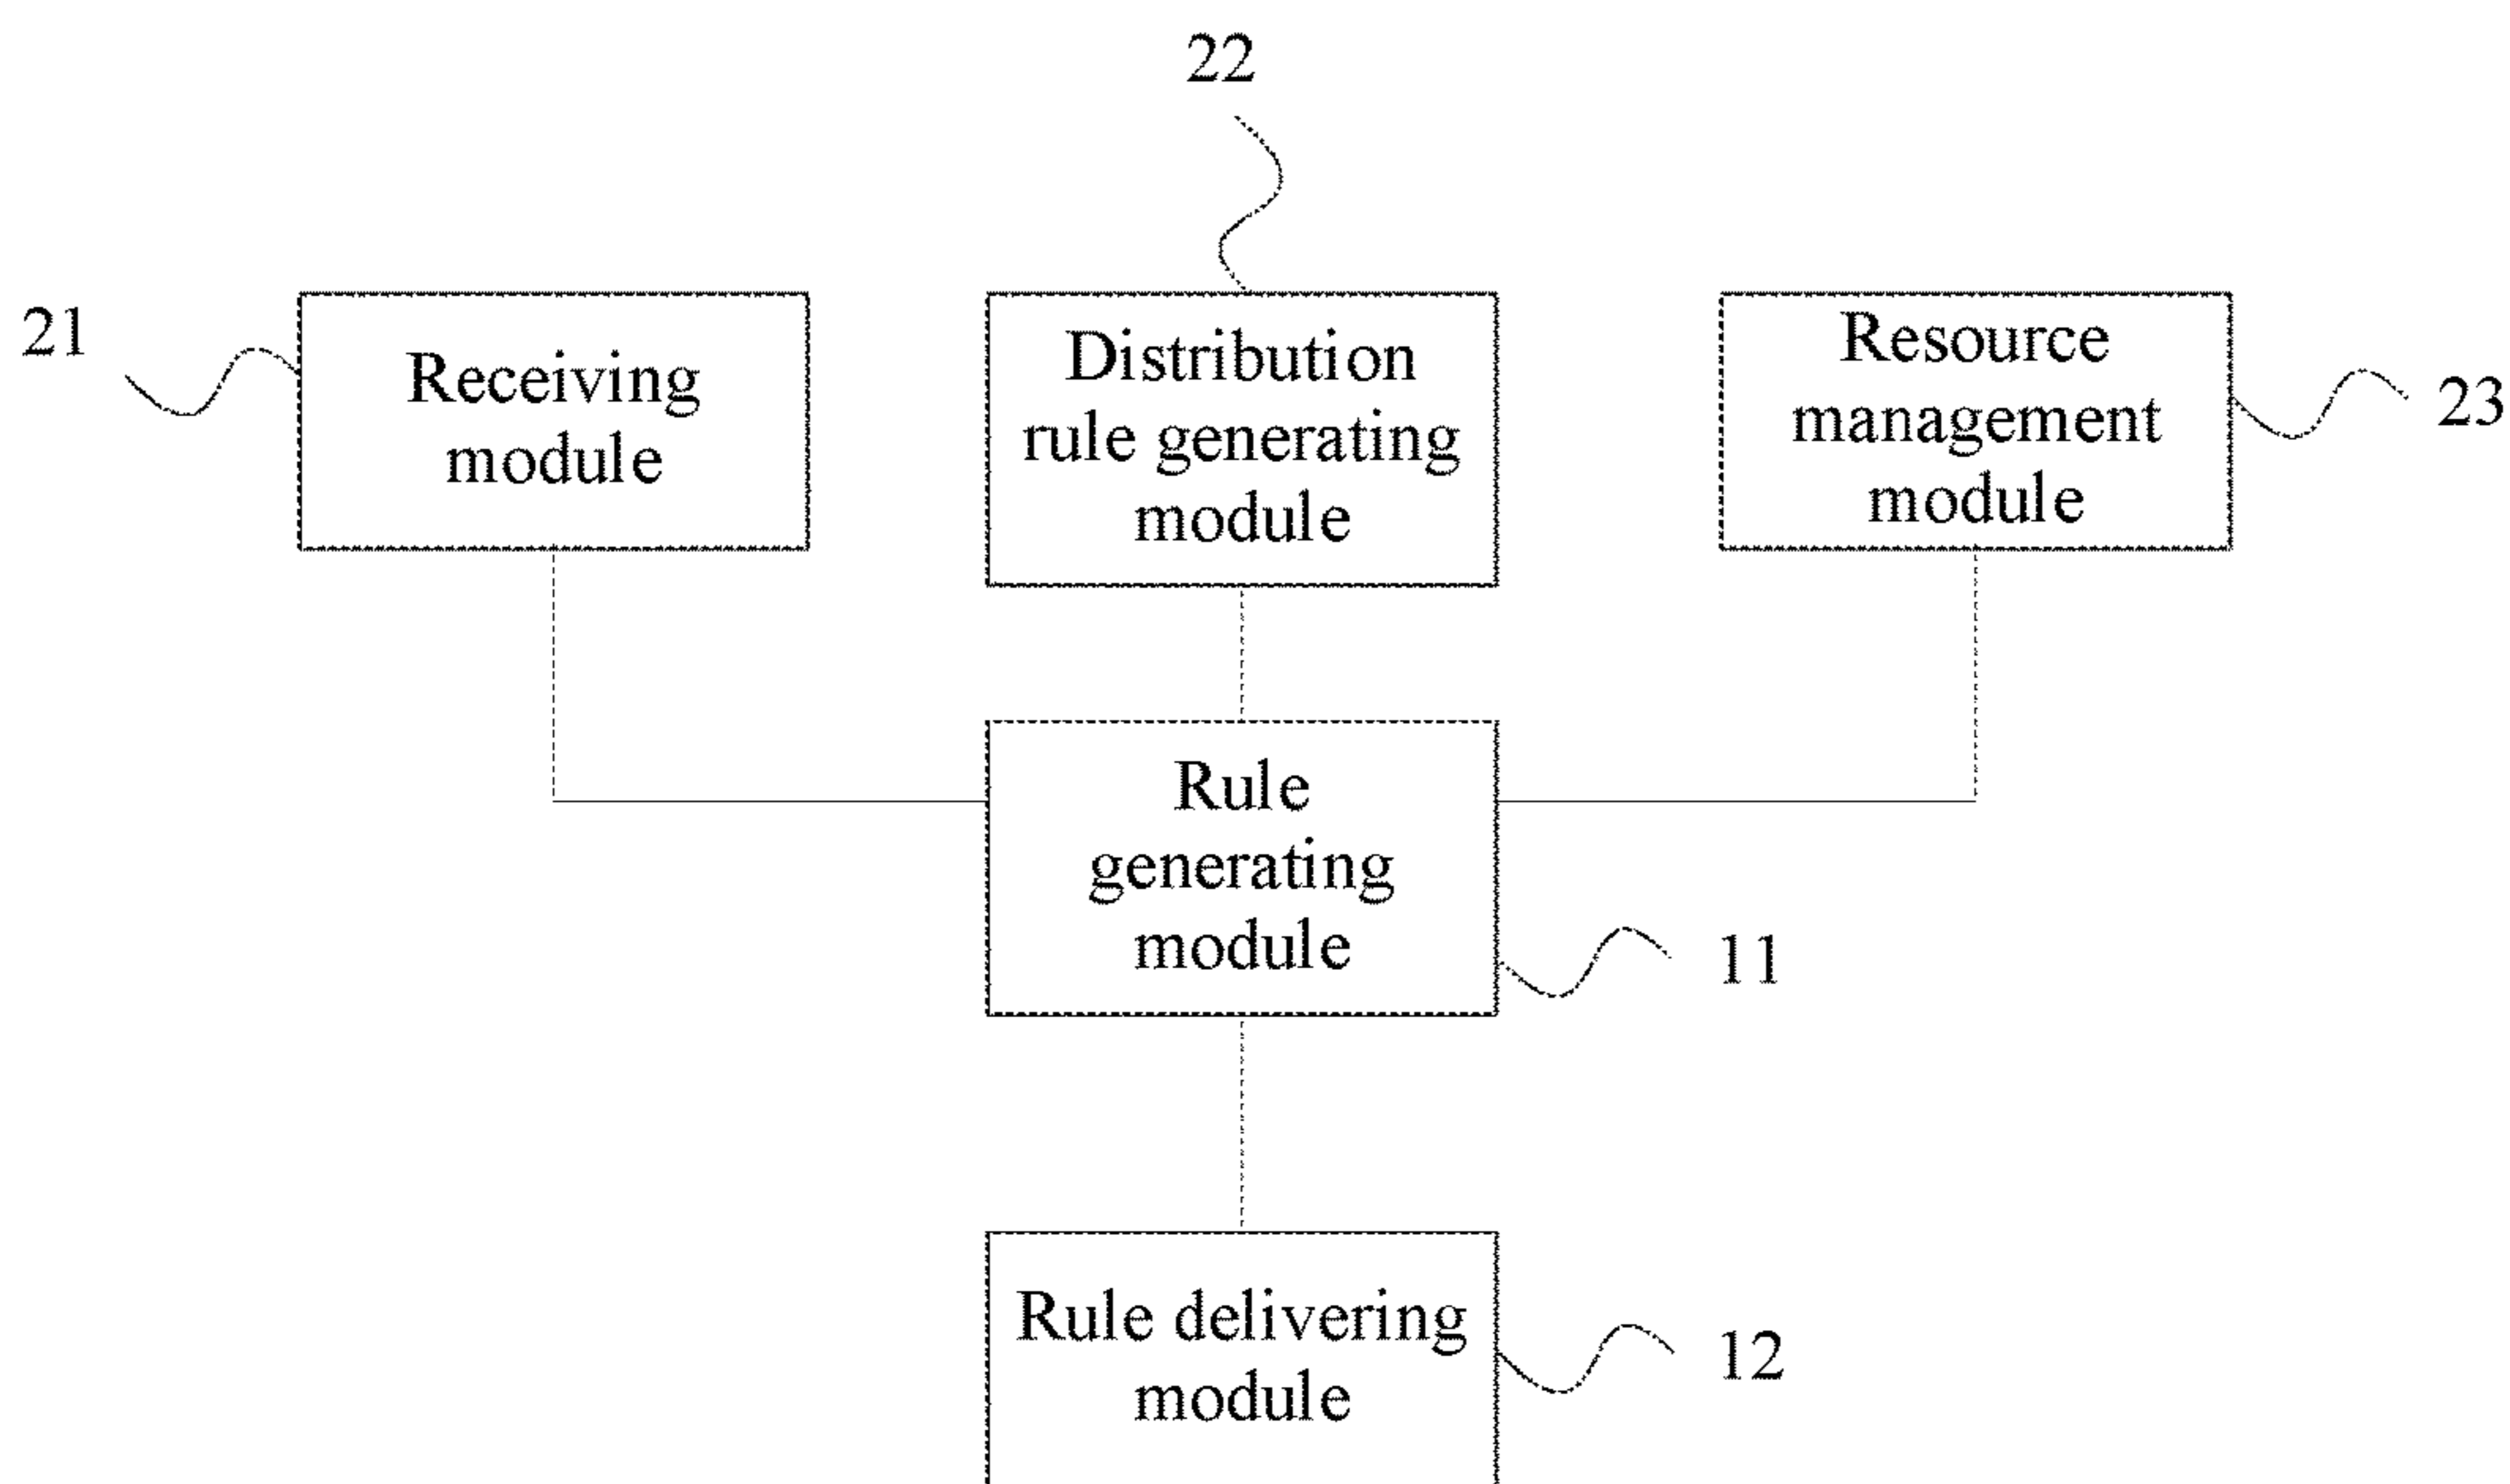 22
21
Receiving
module
Distribution
rule generating
module
Resource
management
module
23
Rule
generating
module
11
Rule delivering
module
12